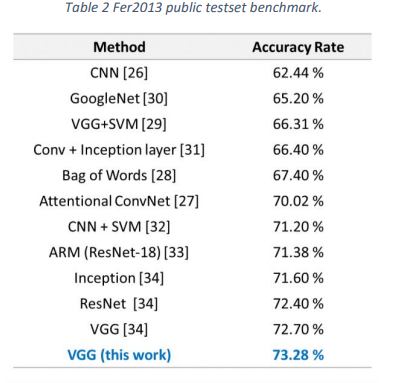 Table 2 Fer2013 public testset benchmark.
Method Accuracy Rate
CNN [26] 62.44 %
GoogleNet [30] 65.20 %
VGG+SVM [29] 66.31 %
Conv + Inception layer [31] 66.40 %
Bag of Words [28] 67.40 %
Attentional ConvNet [27] 70.02 %
CNN + SVM [32] 71.20 %
ARM (ResNet-18) [33] 71.38 %
Inception [34] 71.60 %
ResNet [34] 72.40 %
VGG [34] 72.70 %
VGG (this work) 73.28 %